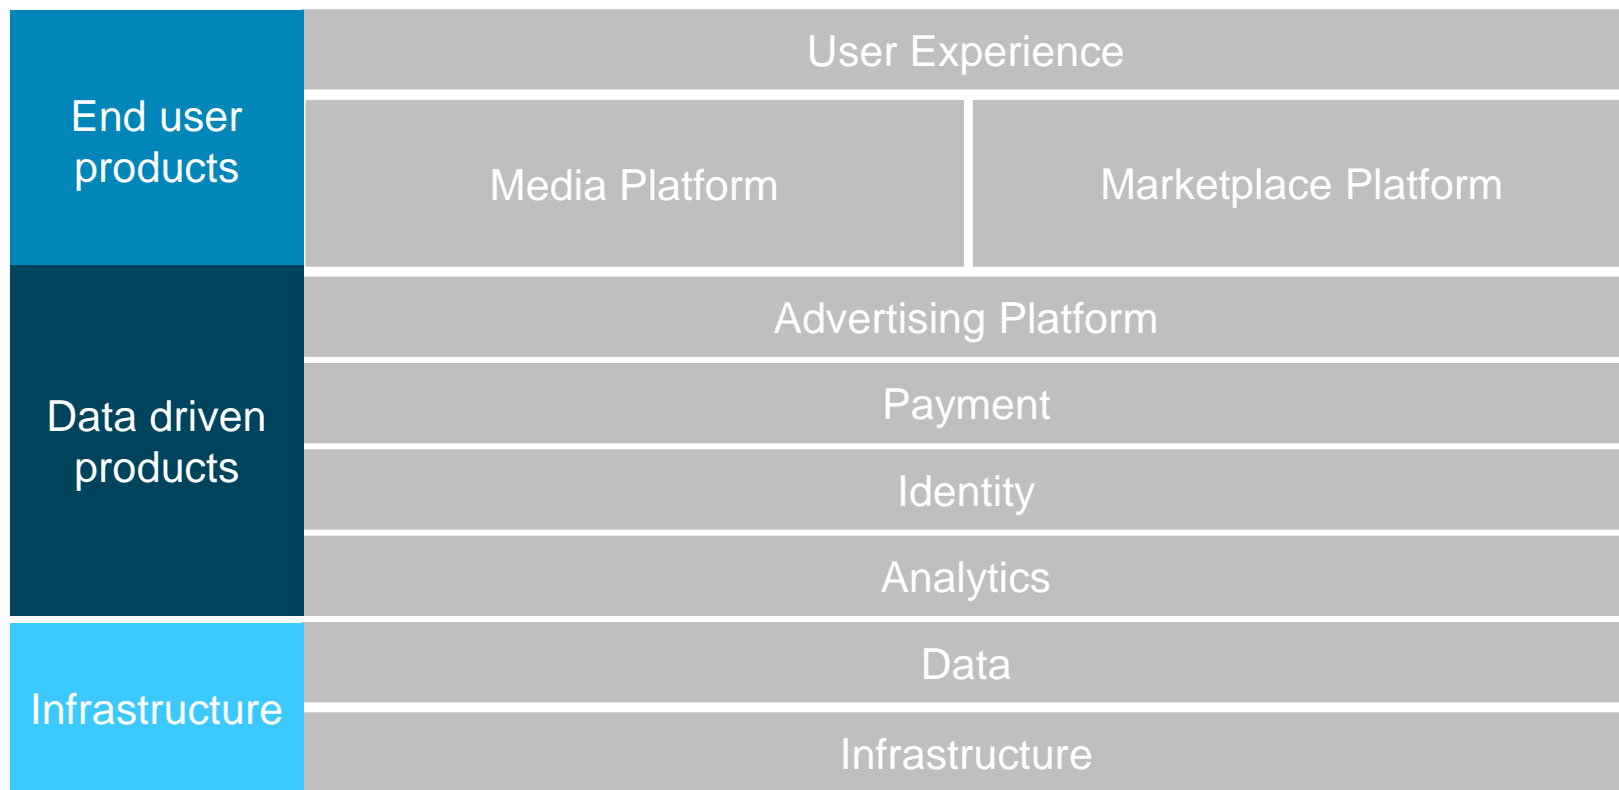 User Experience
End user
products
Media Platform
Marketplace Platform
Advertising Platform
Data driven
products
Payment
Identity
Analytics
Infrastructure
Data
Infrastructure